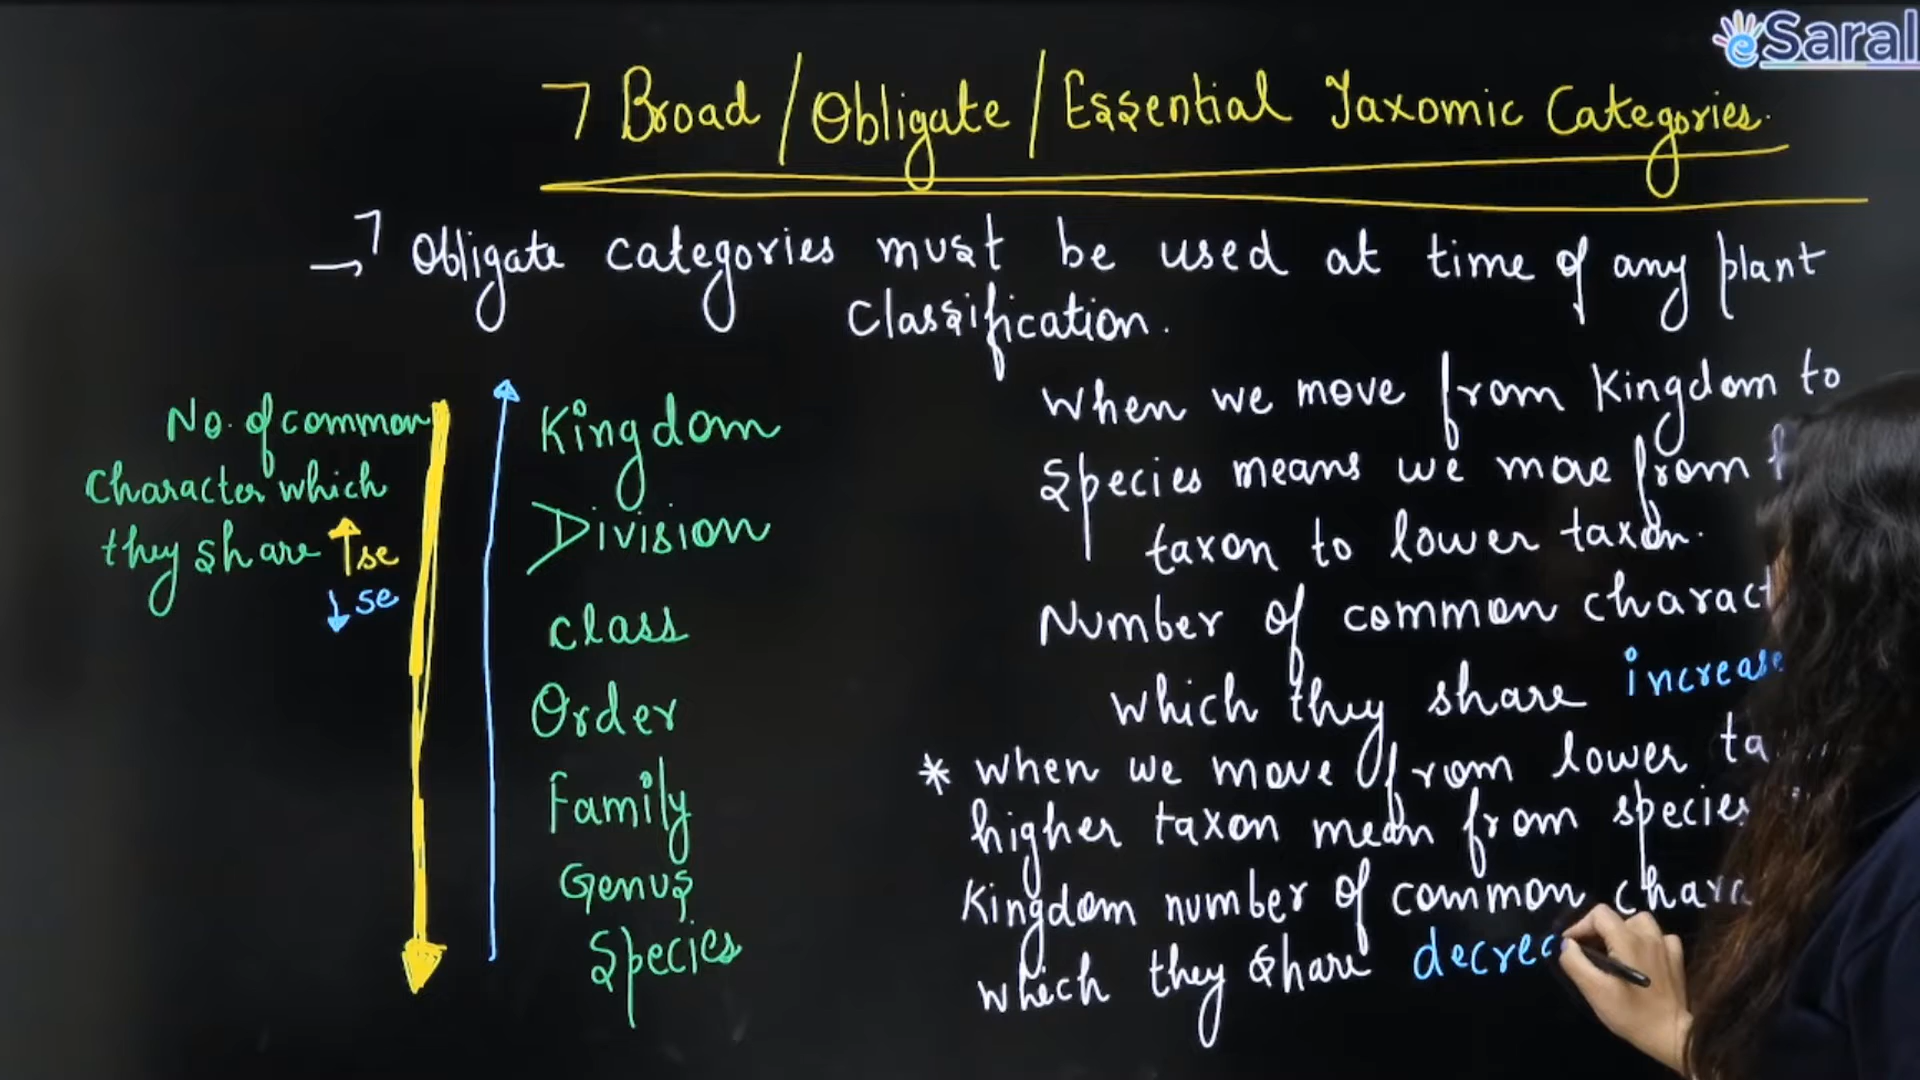 eSaral
7 Broad / Obligate / Essential Taxomic Categories.
→ 7 Obligate categories must be used at time of any plant
classification.
No. of common
character which
they share ↑se
↓se
Kingdom
Division
class
Order
Family
Genus
Species
When we move from Kingdom to
Species means we move from
taxon to lower taxon.
Number of common charact
which they share increase
* when we move from lower ta
higher taxon mean from species
Kingdom number of common chara
which they share decrea